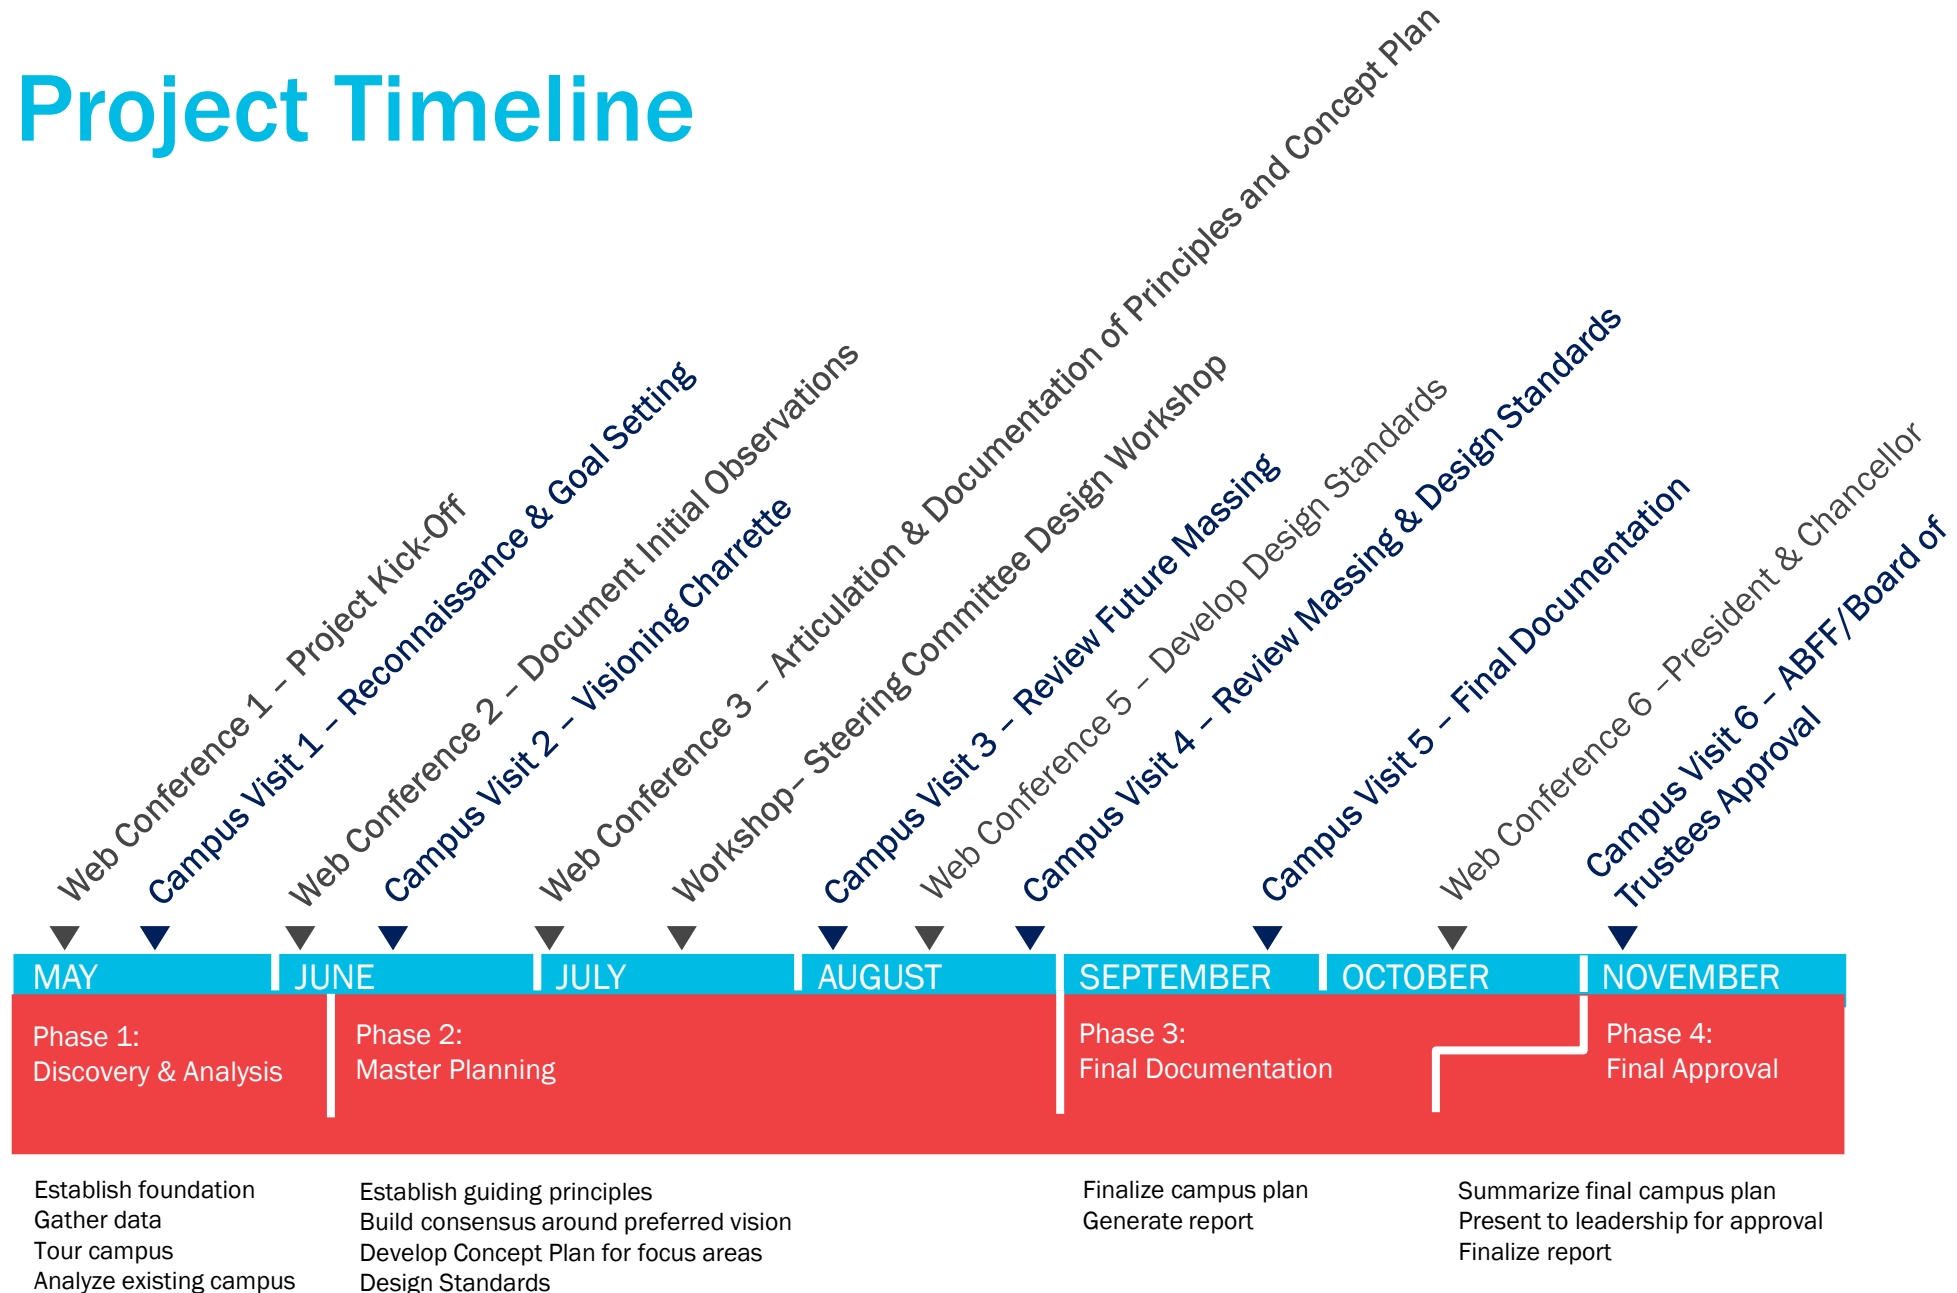 Project Timeline
Web Conference 1 – Project Kick-Off
Campus Visit 1 – Reconnaissance & Goal Setting
Web Conference 2 – Document Initial Observations
Campus Visit 2 – Visioning Charrette
Web Conference 3 – Articulation & Documentation of Principles and Concept Plan
Workshop– Steering Committee Design Workshop
Campus Visit 3 – Review Future Massing
Web Conference 5 – Develop Design Standards
Campus Visit 4 – Review Massing & Design Standards
Campus Visit 5 – Final Documentation
Web Conference 6 –President & Chancellor
Campus Visit 6 – ABFF/Board of
Trustees Approval
MAY
JUNE
JULY
AUGUST
SEPTEMBER
OCTOBER
NOVEMBER
Phase 1:
Discovery & Analysis
Phase 2:
Master Planning
Phase 3:
Final Documentation
Phase 4:
Final Approval
Establish foundation
Gather data
Tour campus
Analyze existing campus
Establish guiding principles
Build consensus around preferred vision
Develop Concept Plan for focus areas
Design Standards
Finalize campus plan
Generate report
Summarize final campus plan
Present to leadership for approval
Finalize report